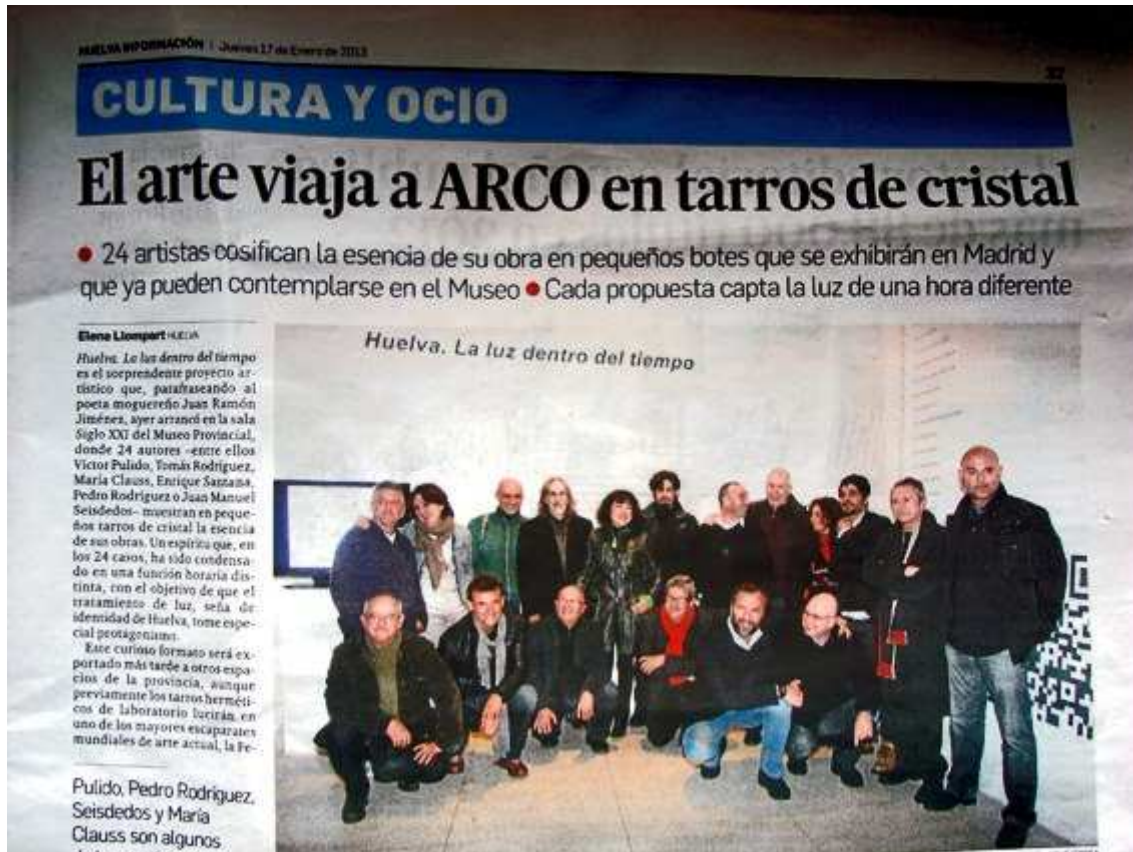 HUELVA INFORMACIÓN | Jueves 17 de Enero de 2013
37
CULTURA Y OCIO
El arte viaja a ARCO en tarros de cristal
● 24 artistas cosifican la esencia de su obra en pequeños botes que se exhibirán en Madrid y
que ya pueden contemplarse en el Museo ● Cada propuesta capta la luz de una hora diferente
Elena Llompart HUELVA
Huelva. La luz dentro del tiempo
es el sorprendente proyecto ar-
tístico que, parafraseando al
poeta moguereño Juan Ramón
Jiménez, ayer arrancó en la sala
Siglo XXI del Museo Provincial,
donde 24 autores -entre ellos
Víctor Pulido, Tomás Rodríguez,
María Clauss, Enrique Santana,
Pedro Rodríguez o Juan Manuel
Seisdedos- muestran en peque-
ños tarros de cristal la esencia
de sus obras. Un espíritu que, en
los 24 casos, ha sido condensa-
do en una función horaria dis-
tinta, con el objetivo de que el
tratamiento de luz, seña de
identidad de Huelva, tome espe-
cial protagonismo.
Este curioso formato será ex-
portado más tarde a otros espa-
cios de la provincia, aunque
previamente los tarros herméti-
cos de laboratorio lucirán en
uno de los mayores escaparates
mundiales de arte actual, la Fe-
Pulido, Pedro Rodríguez,
Seisdedos y María
Clauss son algunos
Huelva. La luz dentro del tiempo